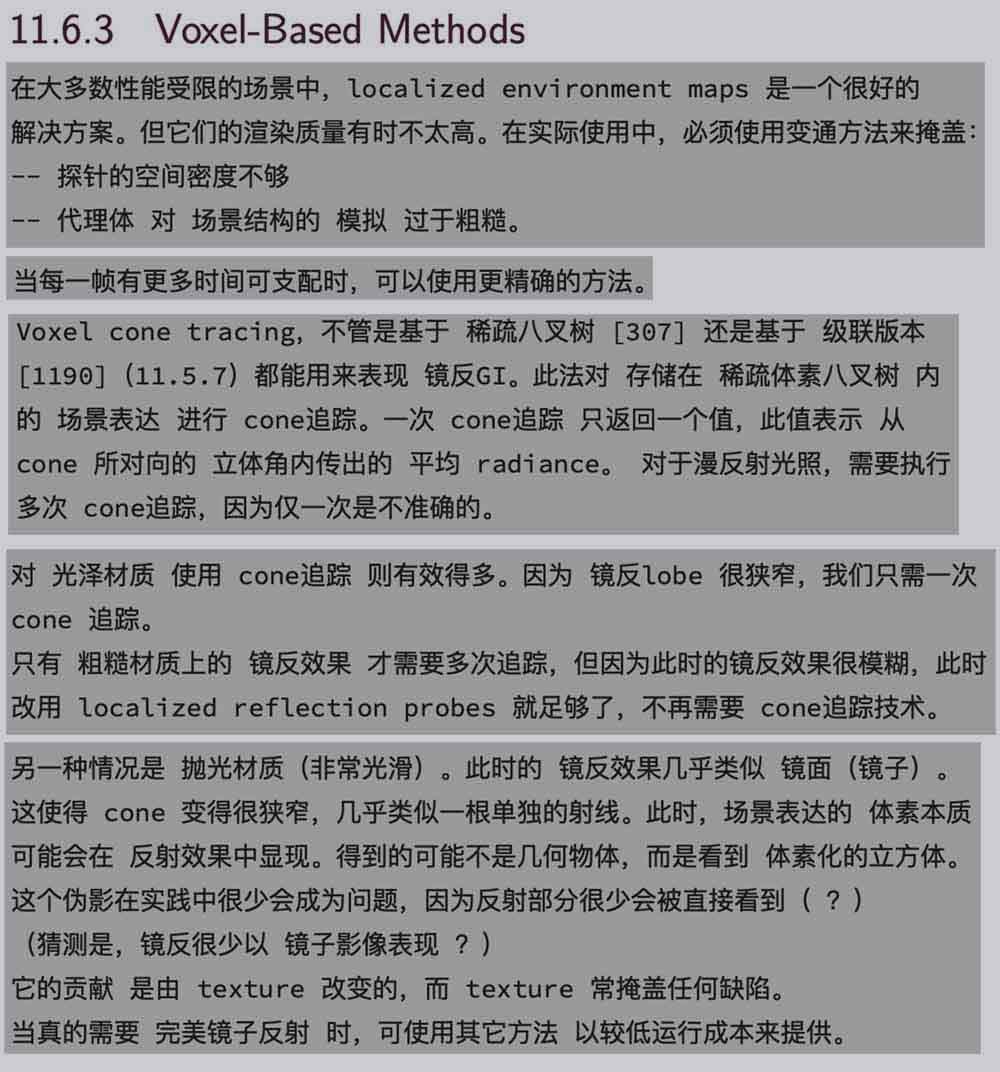 11.6.3 Voxel-Based Methods
在大多数性能受限的场景中，localized environment maps 是一个很好的
解决方案。但它们的渲染质量有时不太高。在实际使用中，必须使用变通方法来掩盖：
-- 探针的空间密度不够
-- 代理体 对 场景结构的 模拟 过于粗糙。
当每一帧有更多时间可支配时，可以使用更精确的方法。
Voxel cone tracing，不管是基于 稀疏八叉树 [307] 还是基于 级联版本
[1190]（11.5.7）都能用来表现 镜反GI。此法对 存储在 稀疏体素八叉树 内
的 场景表达 进行 cone追踪。一次 cone追踪 只返回一个值，此值表示 从
cone 所对向的 立体角内传出的 平均 radiance。 对于漫反射光照，需要执行
多次 cone追踪，因为仅一次是不准确的。
对 光泽材质 使用 cone追踪 则有效得多。因为 镜反lobe 很狭窄，我们只需一次
cone 追踪。
只有 粗糙材质上的 镜反效果 才需要多次追踪，但因为此时的镜反效果很模糊，此时
改用 localized reflection probes 就足够了，不再需要 cone追踪技术。
另一种情况是 抛光材质（非常光滑）。此时的 镜反效果几乎类似 镜面（镜子）。
这使得 cone 变得很狭窄，几乎类似一根单独的射线。此时，场景表达的 体素本质
可能会在 反射效果中显现。得到的可能不是几何物体，而是看到 体素化的立方体。
这个伪影在实践中很少会成为问题，因为反射部分很少会被直接看到（ ? ）
（猜测是，镜反很少以 镜子影像表现 ? ）
它的贡献 是由 texture 改变的，而 texture 常掩盖任何缺陷。
当真的需要 完美镜子反射 时，可使用其它方法 以较低运行成本来提供。